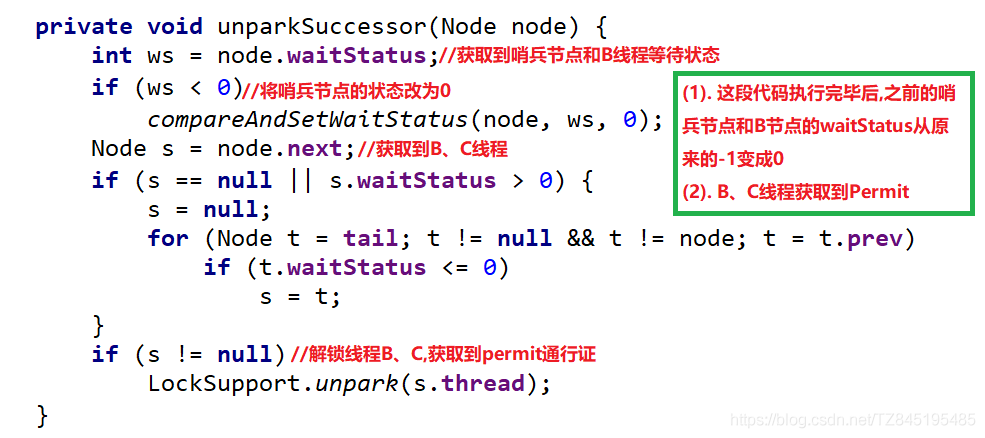 private void unparkSuccessor(Node node) {
int ws = node.waitStatus;//获取到哨兵节点和B线程等待状态
if (ws < 0)//将哨兵节点的状态改为0
compareAndSetWaitStatus(node, ws, 0);
Node s = node.next;//获取到B、C线程
if (s == null || s.waitStatus > 0) {
s = null;
for (Node t = tail; t != null && t != node; t = t.prev)
if (t.waitStatus <= 0)
s = t;
}
if (s != null)//解锁线程B、C,获取到permit通行证
LockSupport.unpark(s.thread);
}
(1). 这段代码执行完毕后,之前的哨
兵节点和B节点的waitStatus从原
来的-1变成0
(2). B、C线程获取到Permit
https://blog.csdn.net/TZ845195485